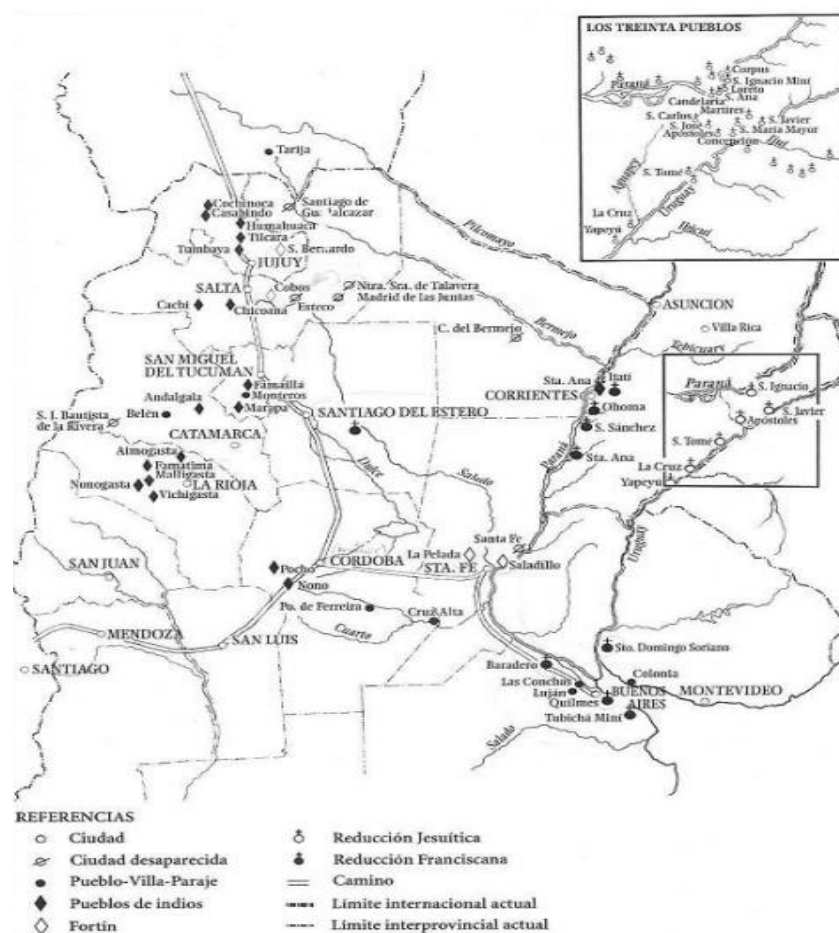 LOS TREINTA PUEBLOS
Corpus
S. Ignacio Miní
Paraná
Loreto
S. Ana
Candelaria
Martires
S. Carlos
S. Javier
S. José
S. María Mayor
Apóstoles
Concepción
S. Tomé
Aguapey
Uruguay
La Cruz
Yapeyú
Ibicuí
Tarija
Cochinoca
Casabindo
Santiago de
Humahuaca
Tilcara
Tumbaya
S. Bernardo
JUJUY
Pilcomayo
SALTA
Cobos
Ntra. Sra. de Talavera
Madrid de las Juntas
Esteco
Cachi
Chicoana
ASUNCION
Villa Rica
Bermejo
C. del Bermejo
Tebicuary
SAN MIGUEL
DEL TUCUMAN
Famaillá
Monteros
Marapa
Andalgala
Belén
S. J. Bautista
de la Rivera
Sta. Ana
Itatí
CORRIENTES
Ohoma
S. Sánchez
Sta. Ana
Paraná
S. Ignacio
S. Javier
Apóstoles
S. Tomé
La Cruz
Yapeyú
SANTIAGO DEL ESTERO
CATAMARCA
Aimogasta
Famatima
Malligasta
Nonogasta
LA RIOJA
Vichigasta
Dulce
Salado
Paraná
Uruguay
SAN JUAN
Pocho
CORDOBA
Nono
La Pelada
Santa Fe
STA. FE
Saladillo
Po. de Ferreira
Cruz Alta
Cuarto
MENDOZA
SAN LUIS
SANTIAGO
Baradero
Sto. Domingo Soriano
Las Conchas
Luján
Quilmes
Colonia
BUENOS
AIRES
MONTEVIDEO
Tubichá Miní
Salado
REFERENCIAS
Ciudad
Ciudad desaparecida
Pueblo-Villa-Paraje
Pueblos de indios
Fortín
Reducción Jesuítica
Reducción Franciscana
Camino
Límite internacional actual
Límite interprovincial actual